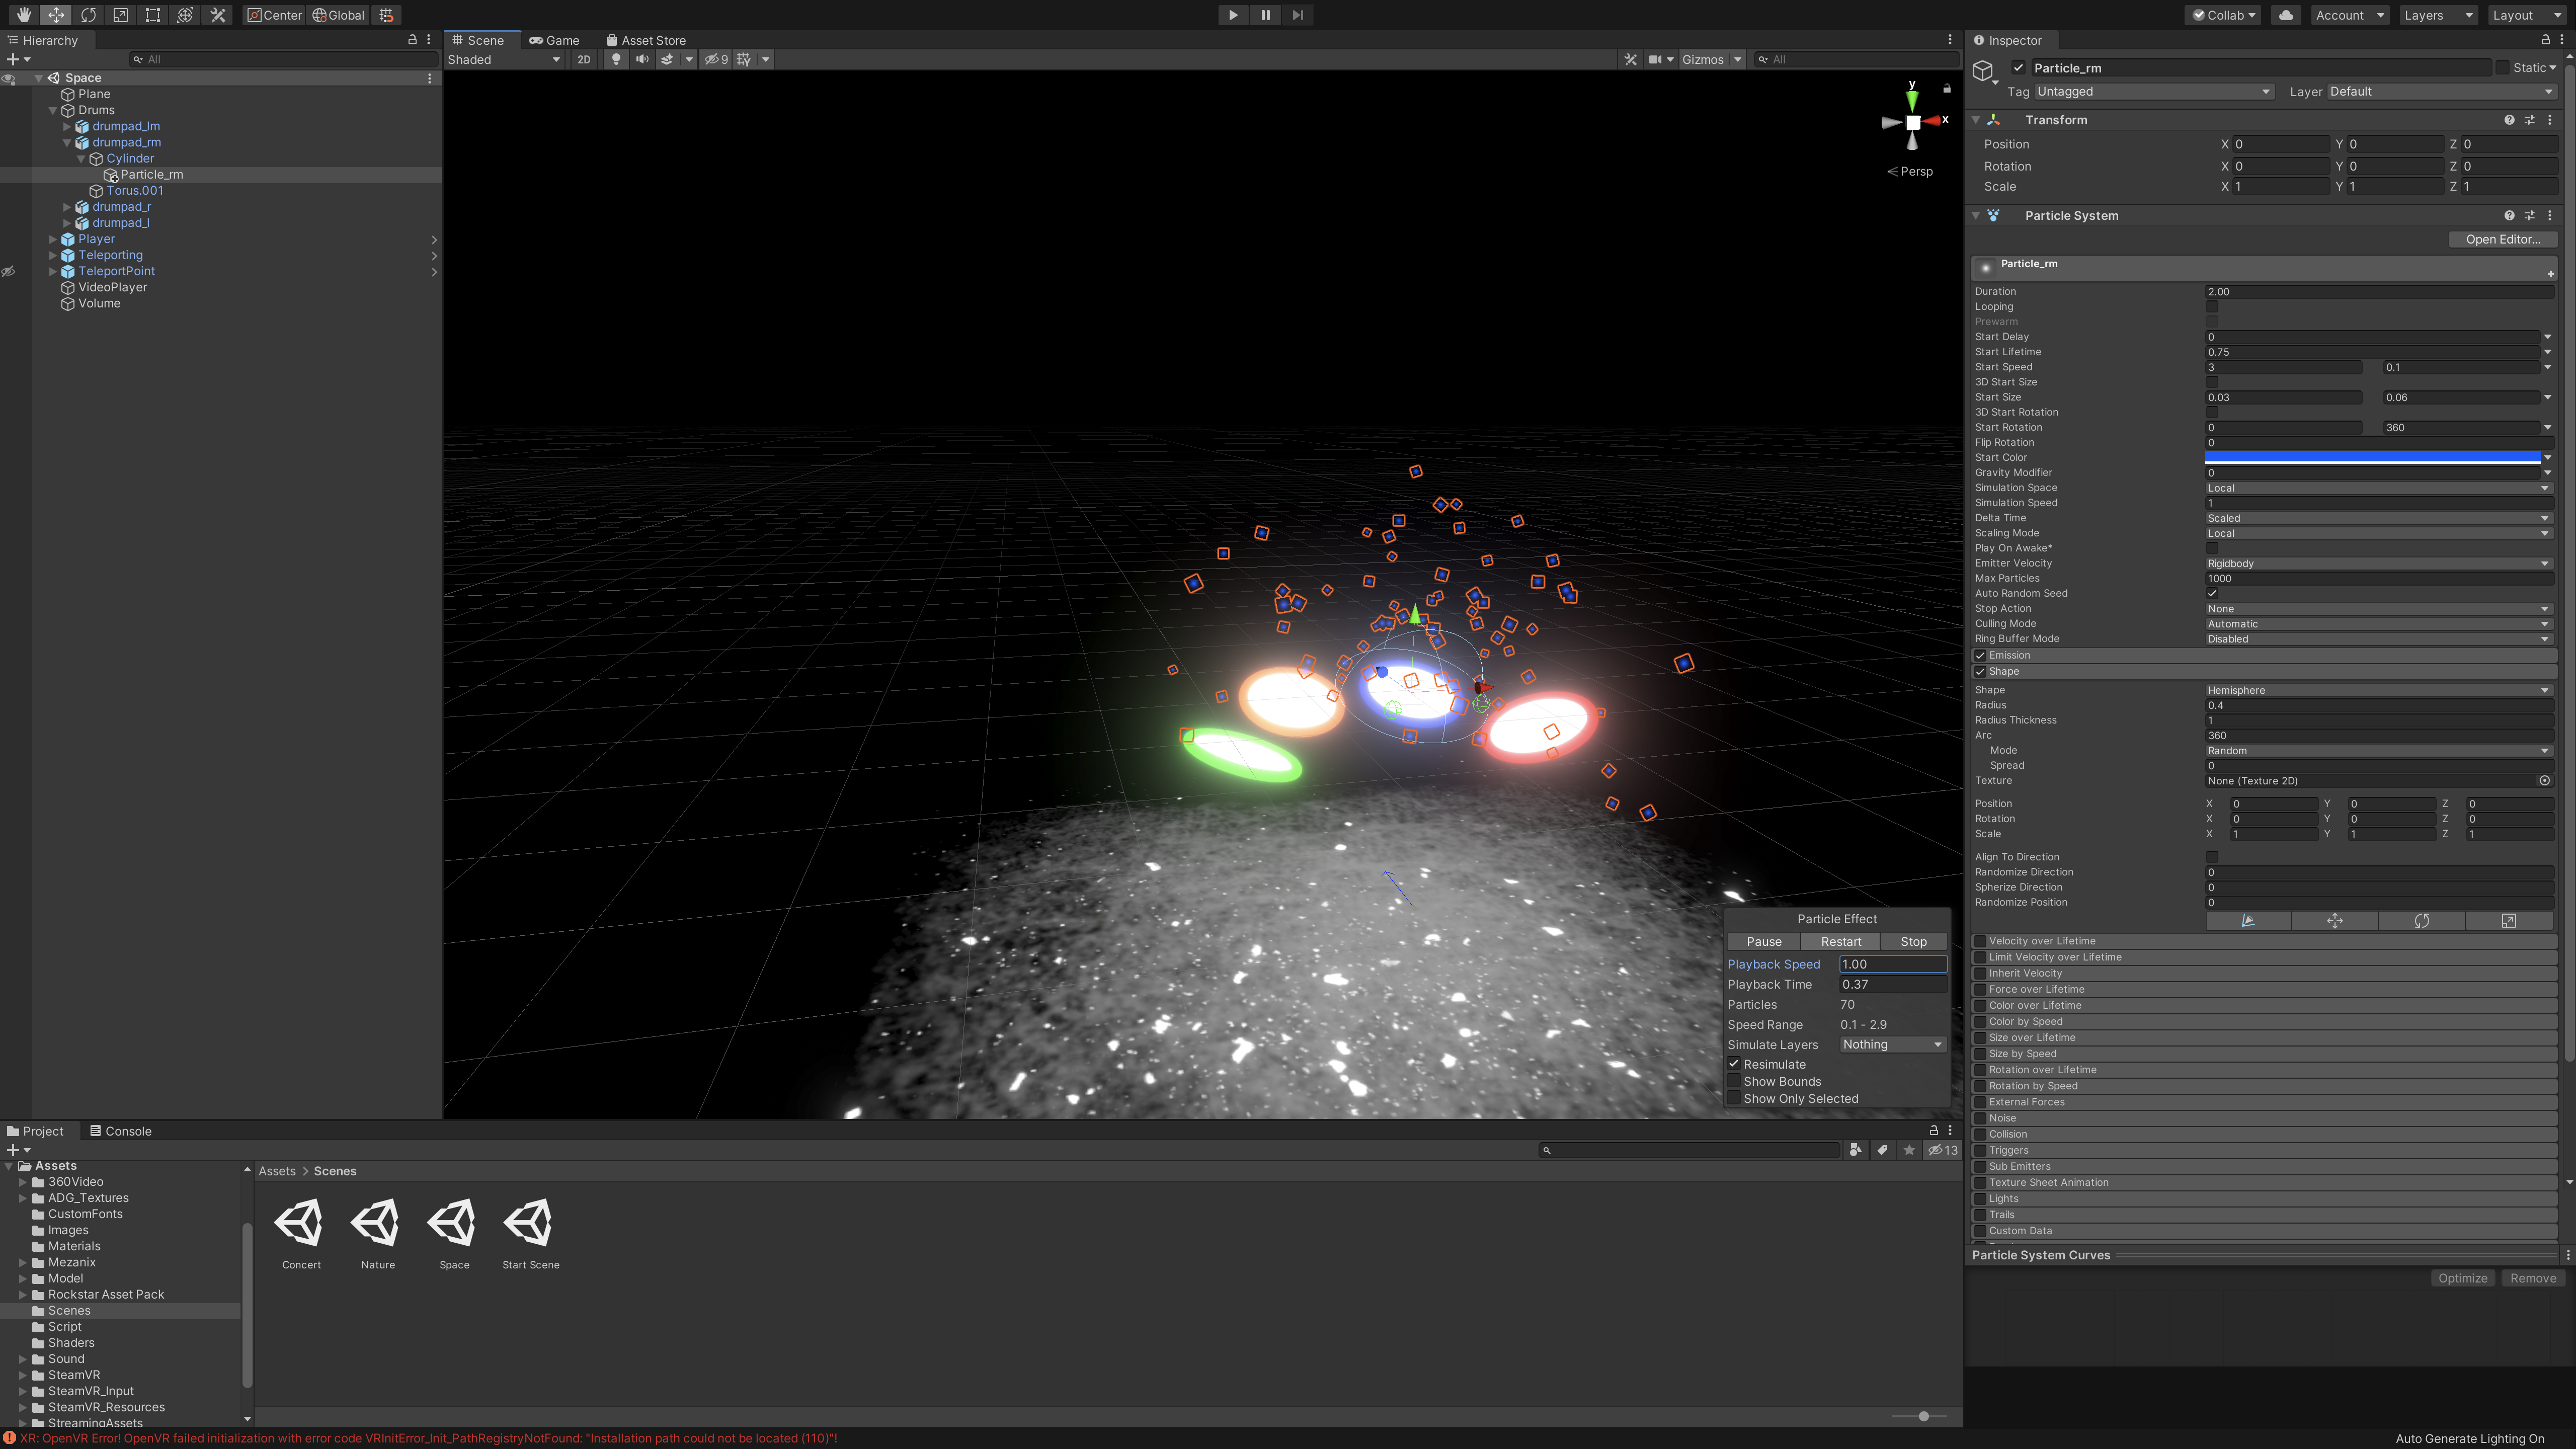 Center
Global
Collab
Account
Layers
Layout
Hierarchy
All
Space
Plane
Drums
drumpad_lm
drumpad_rm
Cylinder
Particle_rm
Torus.001
drumpad_r
drumpad_l
Player
Teleporting
TeleportPoint
VideoPlayer
Volume
Scene
Game
Asset Store
Shaded
2D
9
Gizmos
All
y
x
Persp
Particle Effect
Pause
Restart
Stop
Playback Speed 1.00
Playback Time 0.37
Particles 70
Speed Range 0.1 - 2.9
Simulate Layers Nothing
Resimulate
Show Bounds
Show Only Selected
Inspector
Particle_rm
Static
Tag Untagged
Layer Default
Transform
Position X 0 Y 0 Z 0
Rotation X 0 Y 0 Z 0
Scale X 1 Y 1 Z 1
Particle System
Open Editor...
Particle_rm
Duration 2.00
Looping
Prewarm
Start Delay 0
Start Lifetime 0.75
Start Speed 3 0.1
3D Start Size
Start Size 0.03 0.06
3D Start Rotation
Start Rotation 0 360
Flip Rotation 0
Start Color
Gravity Modifier 0
Simulation Space Local
Simulation Speed 1
Delta Time Scaled
Scaling Mode Local
Play On Awake*
Emitter Velocity Rigidbody
Max Particles 1000
Auto Random Seed
Stop Action None
Culling Mode Automatic
Ring Buffer Mode Disabled
Emission
Shape
Shape Hemisphere
Radius 0.4
Radius Thickness 1
Arc 360
Mode Random
Spread 0
Texture None (Texture 2D)
Position X 0 Y 0 Z 0
Rotation X 0 Y 0 Z 0
Scale X 1 Y 1 Z 1
Align To Direction
Randomize Direction 0
Spherize Direction 0
Randomize Position 0
Velocity over Lifetime
Limit Velocity over Lifetime
Inherit Velocity
Force over Lifetime
Color over Lifetime
Color by Speed
Size over Lifetime
Size by Speed
Rotation over Lifetime
Rotation by Speed
External Forces
Noise
Collision
Triggers
Sub Emitters
Texture Sheet Animation
Lights
Trails
Custom Data
Particle System Curves
Optimize
Remove
Project
Console
13
Assets
360Video
ADG_Textures
CustomFonts
Images
Materials
Mezanix
Model
Rockstar Asset Pack
Scenes
Script
Shaders
Sound
SteamVR
SteamVR_Input
SteamVR_Resources
StreamingAssets
Assets > Scenes
Concert
Nature
Space
Start Scene
XR: OpenVR Error! OpenVR failed initialization with error code VRInitError_Init_PathRegistryNotFound: "Installation path could not be located (110)"!
Auto Generate Lighting On